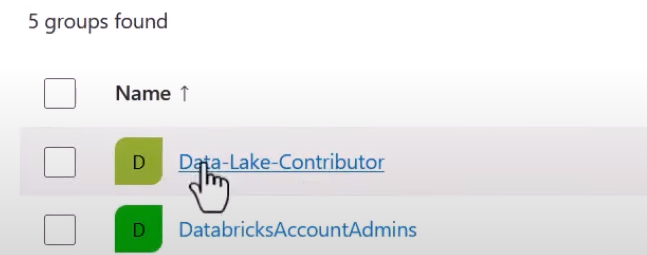 5 groups found
Name ↑
D Data-Lake-Contributor
D DatabricksAccountAdmins